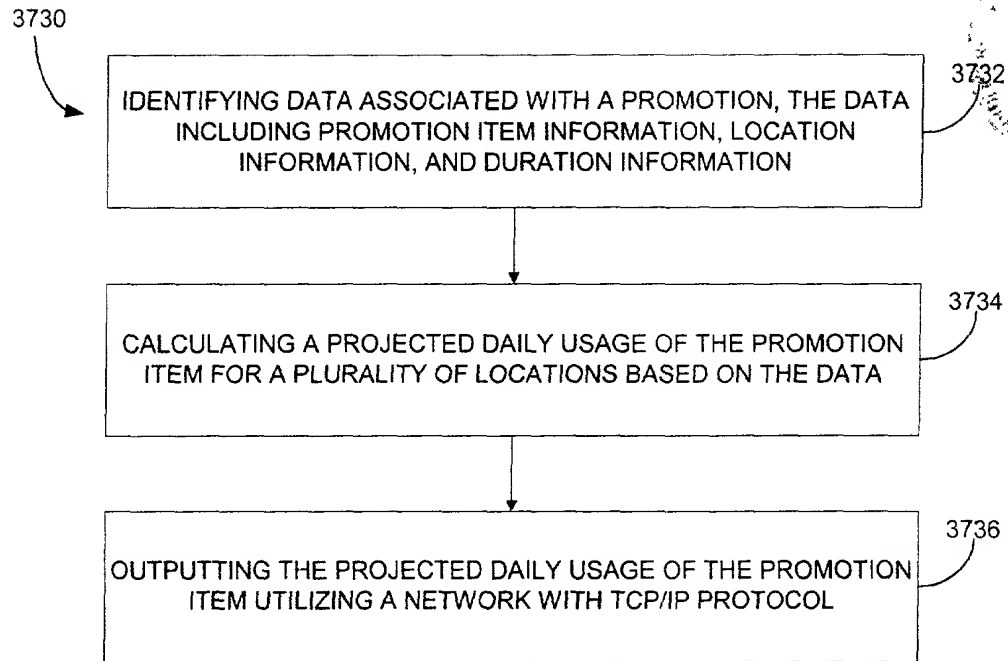 3730
3732
IDENTIFYING DATA ASSOCIATED WITH A PROMOTION, THE DATA
INCLUDING PROMOTION ITEM INFORMATION, LOCATION
INFORMATION, AND DURATION INFORMATION
3734
CALCULATING A PROJECTED DAILY USAGE OF THE PROMOTION
ITEM FOR A PLURALITY OF LOCATIONS BASED ON THE DATA
3736
OUTPUTTING THE PROJECTED DAILY USAGE OF THE PROMOTION
ITEM UTILIZING A NETWORK WITH TCP/IP PROTOCOL